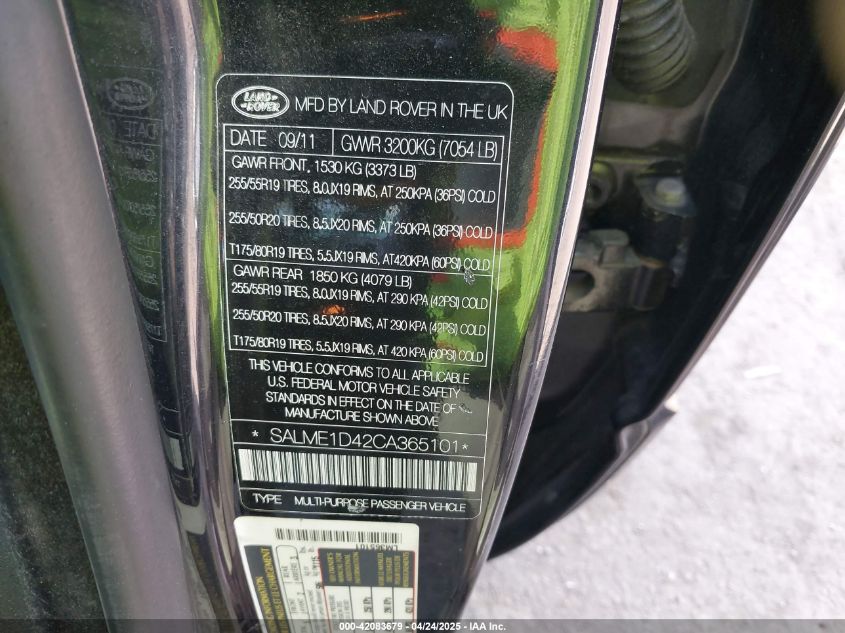 LAND ROVER
MFD BY LAND ROVER IN THE UK
DATE 09/11 GVWR 3200KG (7054 LB)
GAWR FRONT, 1530 KG (3373 LB)
255/55R19 TIRES, 8.0JX19 RIMS, AT 250KPA (36PSI) COLD
255/50R20 TIRES, 8.5JX20 RIMS, AT 250KPA (36PSI) COLD
T175/80R19 TIRES, 5.5JX19 RIMS, AT420KPA (60PSI) COLD
GAWR REAR 1850 KG (4079 LB)
255/55R19 TIRES, 8.0JX19 RIMS, AT 290 KPA (42PSI) COLD
255/50R20 TIRES, 8.5JX20 RIMS, AT 290 KPA (42PSI) COLD
T175/80R19 TIRES, 5.5JX19 RIMS, AT 420 KPA (60PSI) COLD
THIS VEHICLE CONFORMS TO ALL APPLICABLE
U.S. FEDERAL MOTOR VEHICLE SAFETY
STANDARDS IN EFFECT ON THE DATE OF
MANUFACTURE SHOWN ABOVE
* SALME1D42CA365101 *
TYPE MULTI-PURPOSE PASSENGER VEHICLE
000-42083679 - 04/24/2025 - IAA Inc.